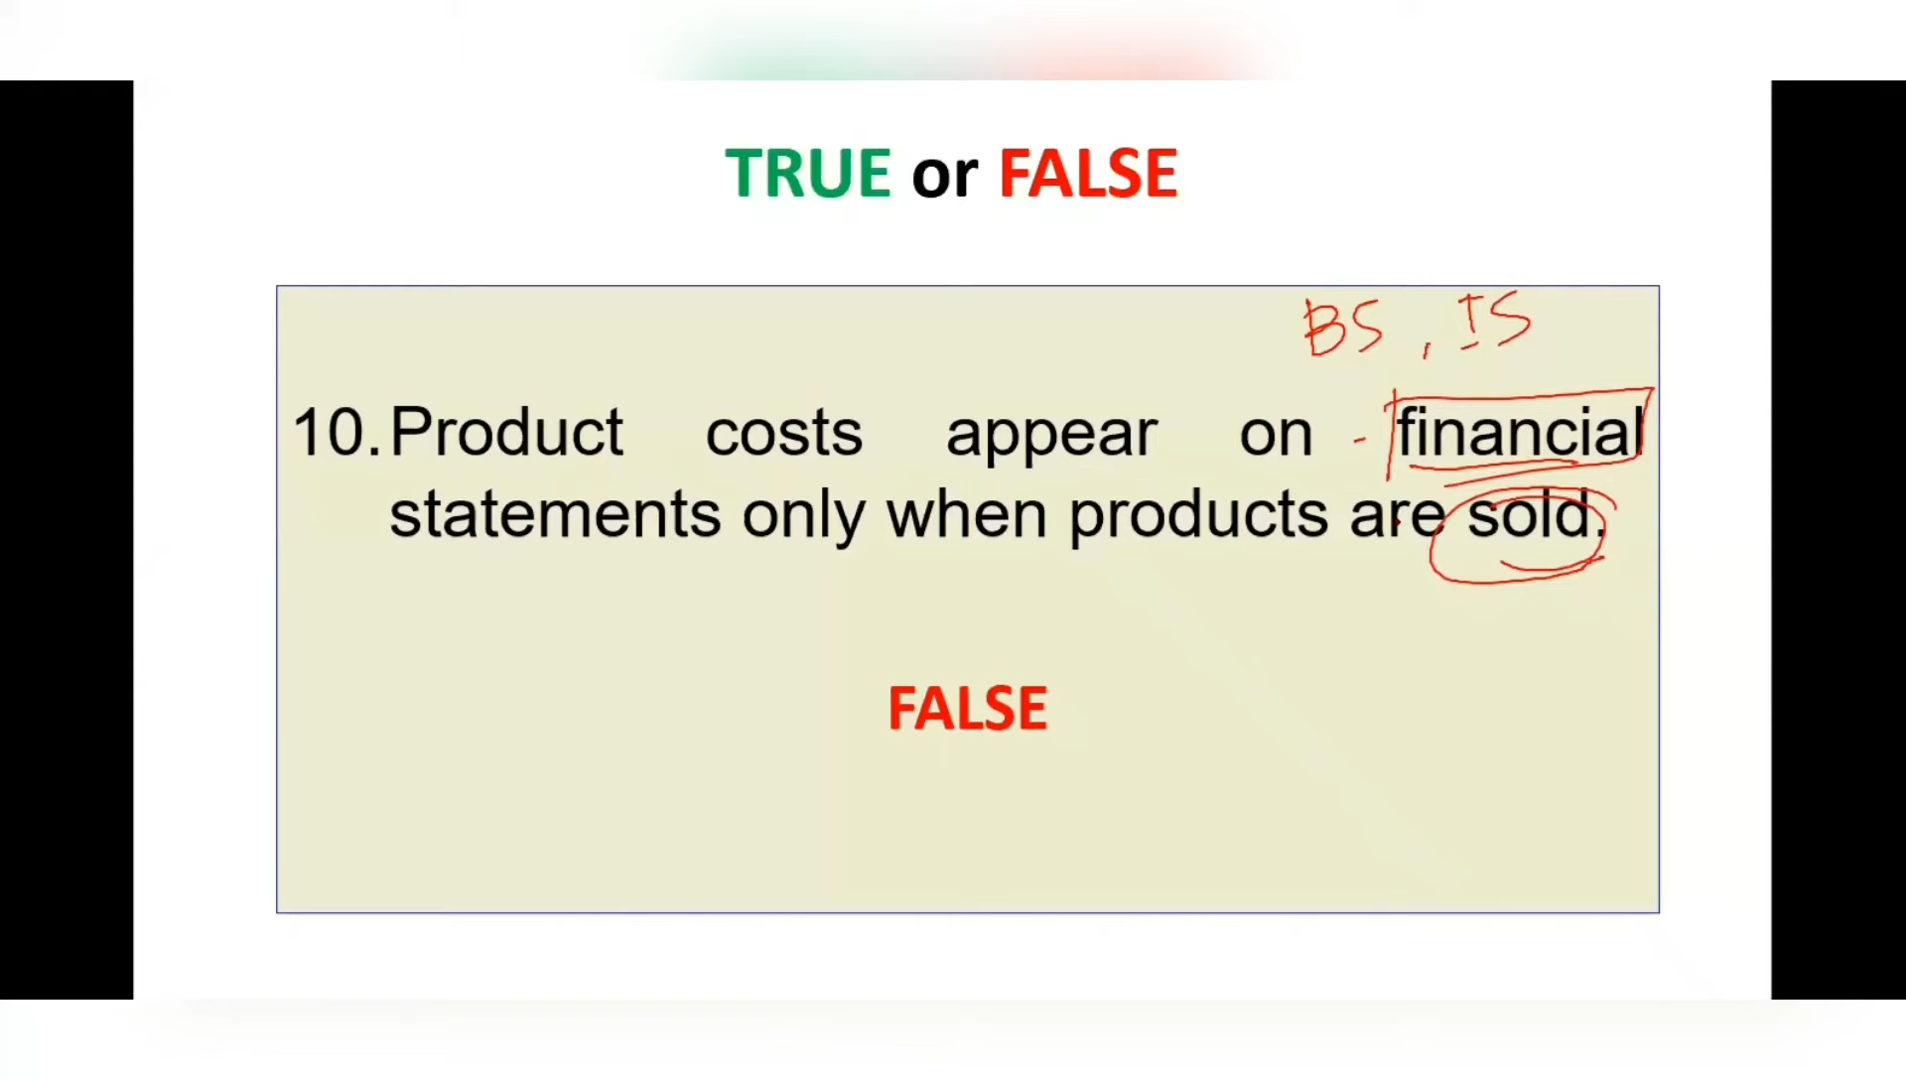 TRUE or FALSE
BS, IS
10. Product costs appear on financial
statements only when products are sold.
FALSE